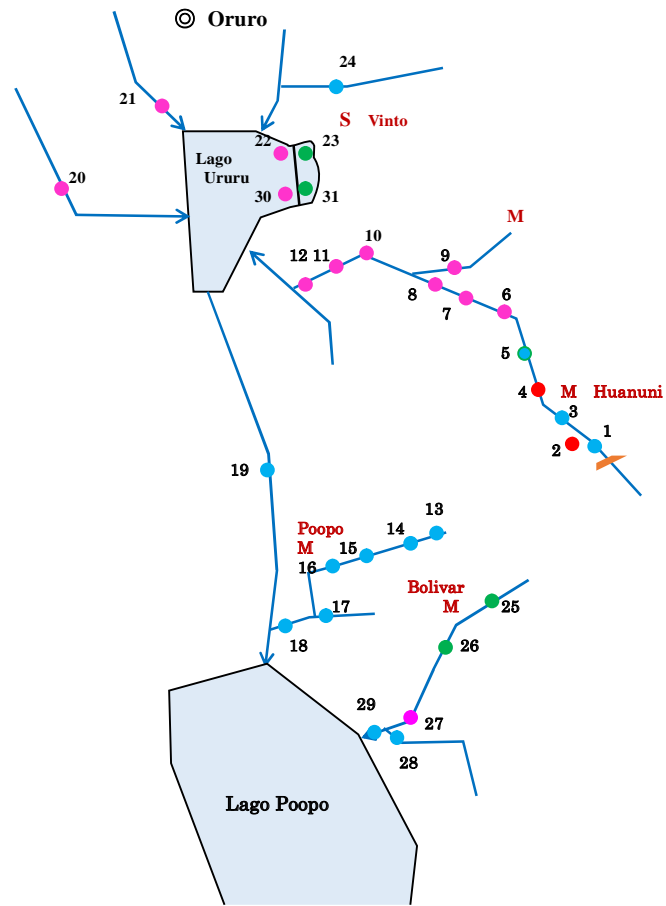 Oruro
24
21
S Vinto
22 23
Lago
Ururu
20
30 31
M
10
12 11 9
8
7 6
5
4 M Huanuni
3
1
2
19
13
Poopo
14
M
15
16
Bolivar
17
M
25
18
26
29
27
28
Lago Poopo